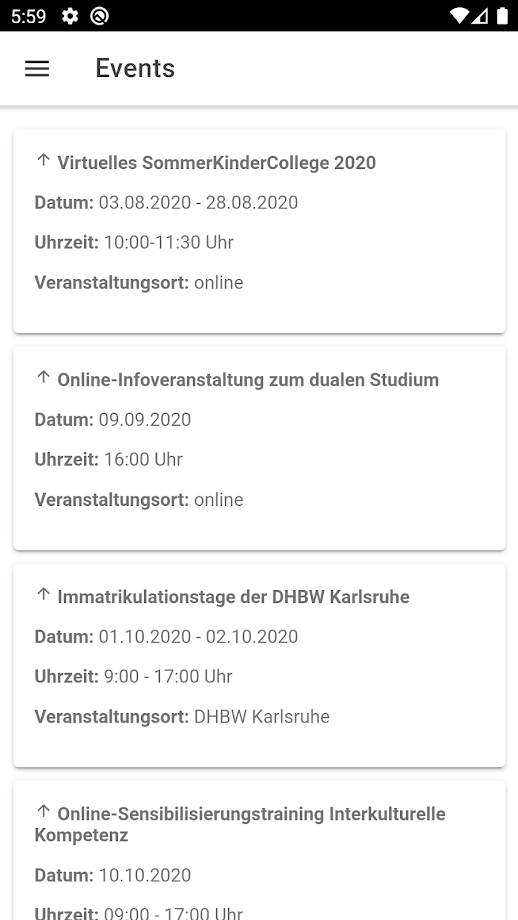 5:59
Events
Virtuelles SommerKinderCollege 2020
Datum: 03.08.2020 - 28.08.2020
Uhrzeit: 10:00-11:30 Uhr
Veranstaltungsort: online
Online-Infoveranstaltung zum dualen Studium
Datum: 09.09.2020
Uhrzeit: 16:00 Uhr
Veranstaltungsort: online
Immatrikulationstage der DHBW Karlsruhe
Datum: 01.10.2020 - 02.10.2020
Uhrzeit: 9:00 - 17:00 Uhr
Veranstaltungsort: DHBW Karlsruhe
Online-Sensibilisierungstraining Interkulturelle
Kompetenz
Datum: 10.10.2020
Uhrzeit: 09:00 - 17:00 Uhr